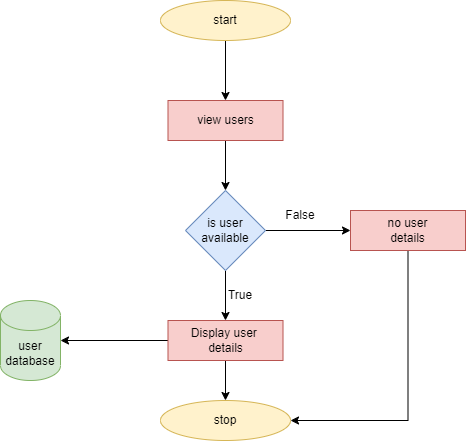 start
view users
is user
available
False
no user
details
True
Display user
details
user
database
stop